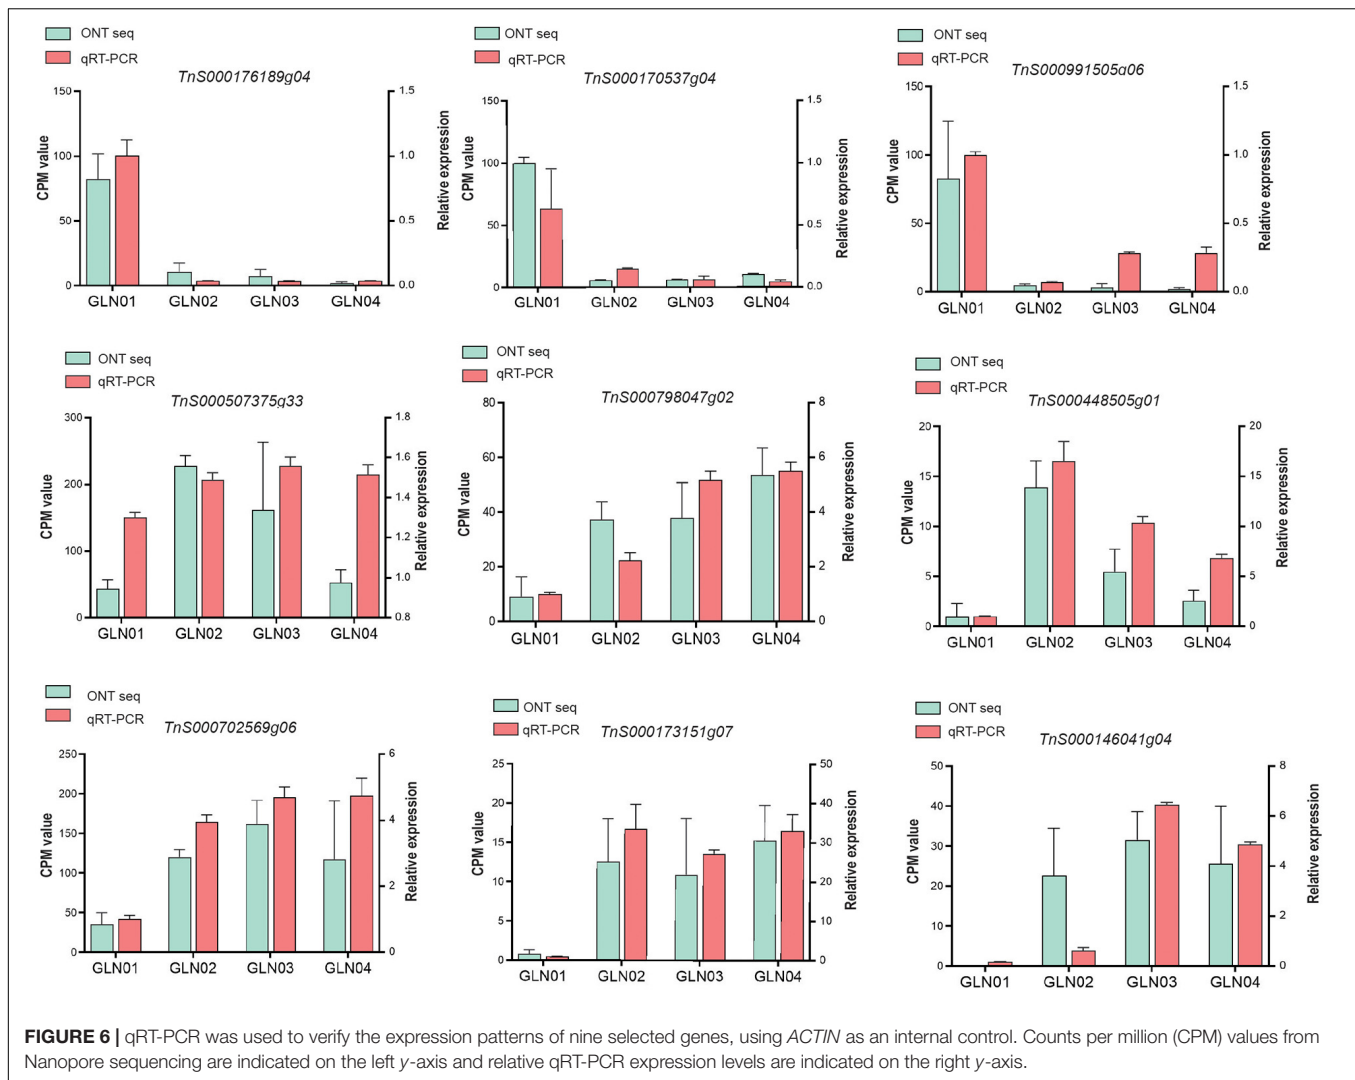 ONT seq
qRT-PCR
TnS000176189g04
CPM value
150
100
50
0
1.5
1.0
0.5
0.0
Relative expression
GLN01 GLN02 GLN03 GLN04
ONT seq
qRT-PCR
TnS000170537g04
CPM value
150
100
50
0
1.5
1.0
0.5
0.0
Relative expression
GLN01 GLN02 GLN03 GLN04
ONT seq
qRT-PCR
TnS000991505g06
CPM value
150
100
50
0
1.5
1.0
0.5
0.0
Relative expression
GLN01 GLN02 GLN03 GLN04
ONT seq
qRT-PCR
TnS000507375g33
CPM value
300
200
100
0
1.8
1.6
1.4
1.2
1.0
0.8
Relative expression
GLN01 GLN02 GLN03 GLN04
ONT seq
qRT-PCR
TnS000798047g02
CPM value
80
60
40
20
0
8
6
4
2
0
Relative expression
GLN01 GLN02 GLN03 GLN04
ONT seq
qRT-PCR
TnS000448505g01
CPM value
20
15
10
5
0
20
15
10
5
0
Relative expression
GLN01 GLN02 GLN03 GLN04
ONT seq
qRT-PCR
TnS000702569g06
CPM value
250
200
150
100
50
0
6
4
2
0
Relative expression
GLN01 GLN02 GLN03 GLN04
ONT seq
qRT-PCR
TnS000173151g07
CPM value
25
20
15
10
5
0
50
40
30
20
10
0
Relative expression
GLN01 GLN02 GLN03 GLN04
ONT seq
qRT-PCR
TnS000146041g04
CPM value
50
40
30
20
10
0
8
6
4
2
0
Relative expression
GLN01 GLN02 GLN03 GLN04
FIGURE 6 | qRT-PCR was used to verify the expression patterns of nine selected genes, using ACTIN as an internal control. Counts per million (CPM) values from
Nanopore sequencing are indicated on the left y-axis and relative qRT-PCR expression levels are indicated on the right y-axis.